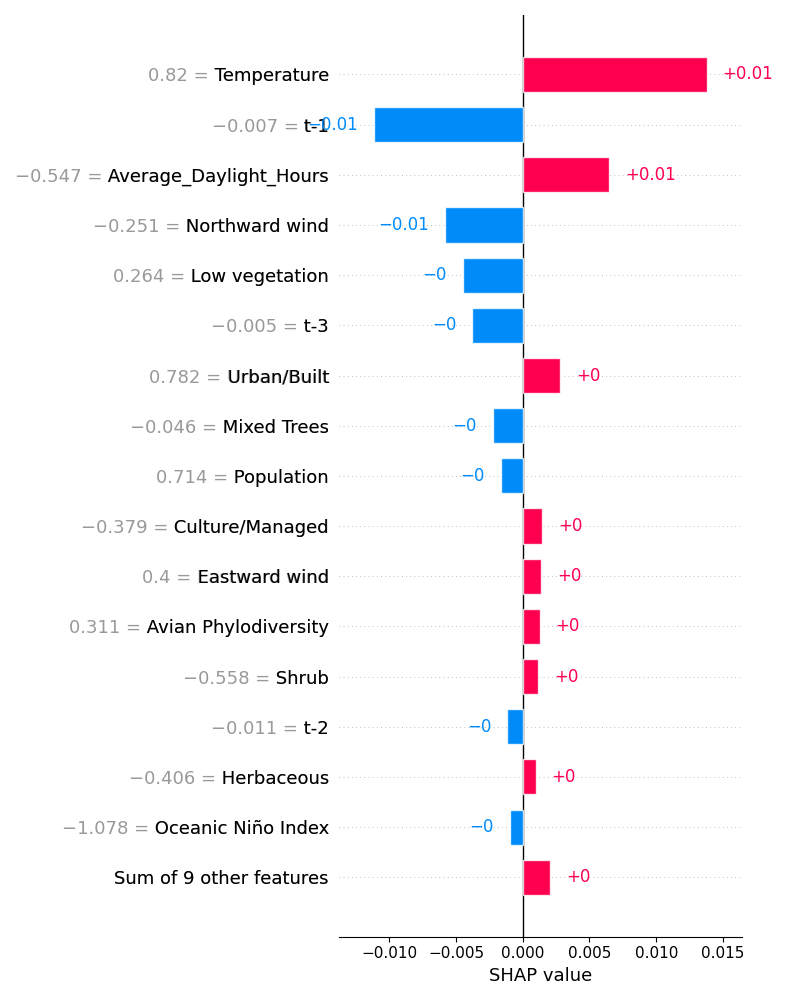 0.82 = Temperature +0.01
−0.007 = t-1 −0.01
−0.547 = Average_Daylight_Hours +0.01
−0.251 = Northward wind −0.01
0.264 = Low vegetation −0
−0.005 = t-3 −0
0.782 = Urban/Built +0
−0.046 = Mixed Trees −0
0.714 = Population −0
−0.379 = Culture/Managed +0
0.4 = Eastward wind +0
0.311 = Avian Phylodiversity +0
−0.558 = Shrub +0
−0.011 = t-2 −0
−0.406 = Herbaceous +0
−1.078 = Oceanic Niño Index −0
Sum of 9 other features +0
−0.010 −0.005 0.000 0.005 0.010 0.015
SHAP value